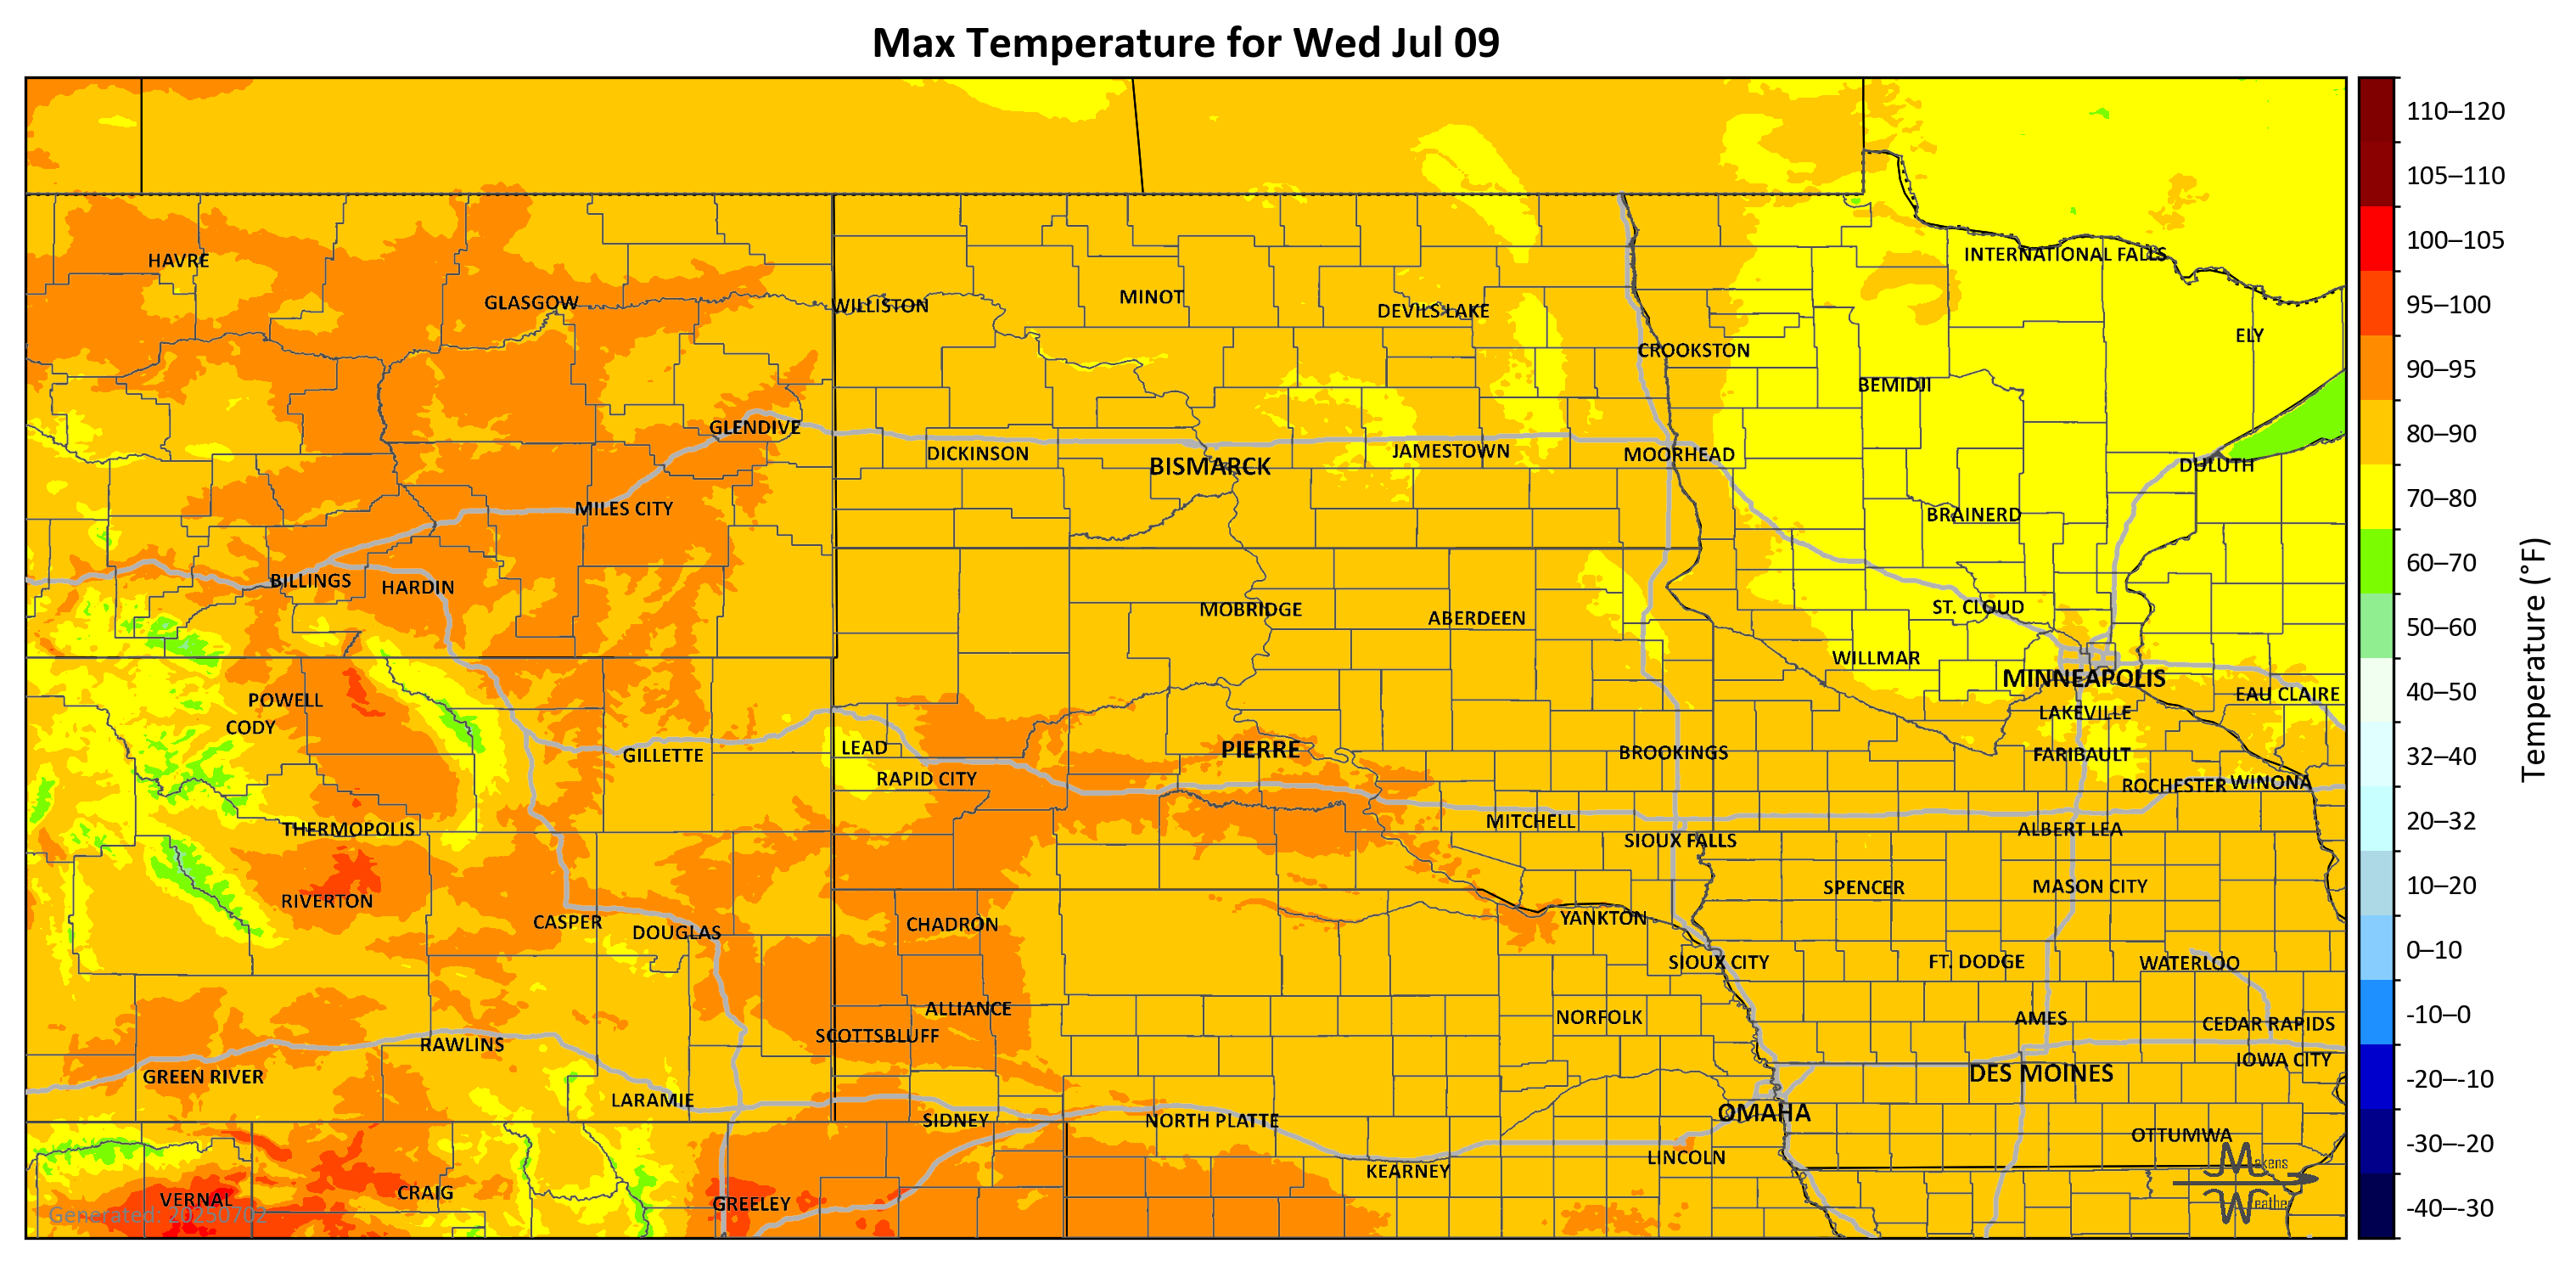 Max Temperature for Wed Jul 09
110–120
105–110
100–105
95–100
90–95
80–90
70–80
60–70
50–60
40–50
32–40
20–32
10–20
0–10
-10–0
-20–-10
-30–-20
-40–-30
Temperature (°F)
HAVRE
GLASGOW
WILLISTON
MINOT
DEVILS LAKE
INTERNATIONAL FALLS
ELY
CROOKSTON
BEMIDJI
GLENDIVE
DICKINSON
BISMARCK
JAMESTOWN
MOORHEAD
DULUTH
MILES CITY
BRAINERD
BILLINGS
HARDIN
MOBRIDGE
ABERDEEN
ST. CLOUD
WILLMAR
MINNEAPOLIS
POWELL
EAU CLAIRE
CODY
LAKEVILLE
GILLETTE
LEAD
PIERRE
BROOKINGS
FARIBAULT
RAPID CITY
ROCHESTER
WINONA
THERMOPOLIS
MITCHELL
SIOUX FALLS
ALBERT LEA
RIVERTON
SPENCER
MASON CITY
CASPER
DOUGLAS
CHADRON
YANKTON
SIOUX CITY
FT. DODGE
WATERLOO
ALLIANCE
NORFOLK
AMES
CEDAR RAPIDS
SCOTTSBLUFF
RAWLINS
IOWA CITY
GREEN RIVER
DES MOINES
LARAMIE
SIDNEY
NORTH PLATTE
OMAHA
OTTUMWA
KEARNEY
LINCOLN
VERNAL
CRAIG
GREELEY
Generated: 20250702
Makens
Weather